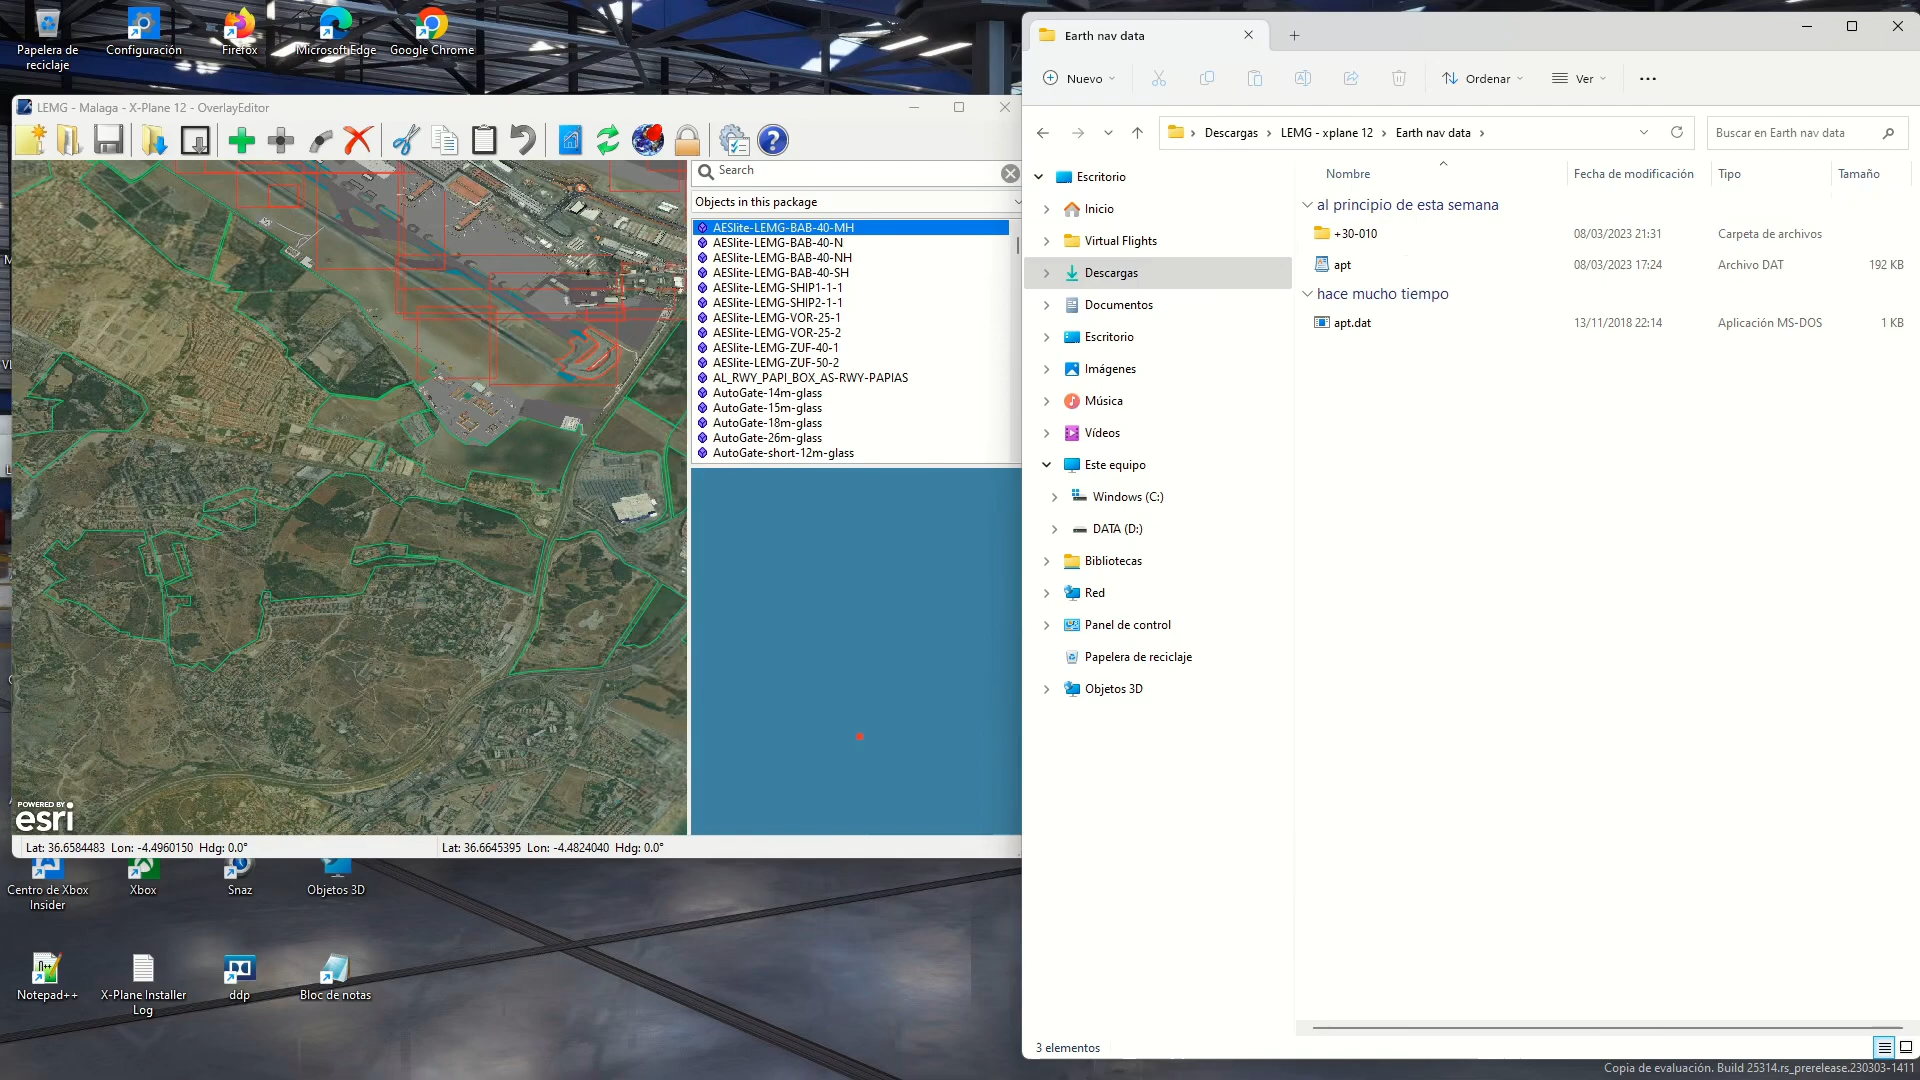 Papelera de
reciclaje
Configuración
Firefox
Microsoft Edge
Google Chrome
LEMG - Malaga - X-Plane 12 - OverlayEditor
Search
Objects in this package
AESlite-LEMG-BAB-40-MH
AESlite-LEMG-BAB-40-N
AESlite-LEMG-BAB-40-NH
AESlite-LEMG-BAB-40-SH
AESlite-LEMG-SHIP1-1-1
AESlite-LEMG-SHIP2-1-1
AESlite-LEMG-VOR-25-1
AESlite-LEMG-VOR-25-2
AESlite-LEMG-ZUF-40-1
AESlite-LEMG-ZUF-50-2
AL_RWY_PAPI_BOX_AS-RWY-PAPIAS
AutoGate-14m-glass
AutoGate-15m-glass
AutoGate-18m-glass
AutoGate-26m-glass
AutoGate-short-12m-glass
POWERED BY
esri
Lat: 36.6584483 Lon: -4.4960150 Hdg: 0.0°
Lat: 36.6645395 Lon: -4.4824040 Hdg: 0.0°
Centro de Xbox
Insider
Xbox
Snaz
Objetos 3D
Notepad++
X-Plane Installer
Log
ddp
Bloc de notas
Earth nav data
Nuevo
Ordenar
Ver
Descargas > LEMG - xplane 12 > Earth nav data >
Buscar en Earth nav data
Escritorio
Inicio
Virtual Flights
Descargas
Documentos
Escritorio
Imágenes
Música
Vídeos
Este equipo
Windows (C:)
DATA (D:)
Bibliotecas
Red
Panel de control
Papelera de reciclaje
Objetos 3D
Nombre Fecha de modificación Tipo Tamaño
al principio de esta semana
+30-010 08/03/2023 21:31 Carpeta de archivos
apt 08/03/2023 17:24 Archivo DAT 192 KB
hace mucho tiempo
apt.dat 13/11/2018 22:14 Aplicación MS-DOS 1 KB
3 elementos
Copia de evaluación. Build 25314.rs_prerelease.230303-1411